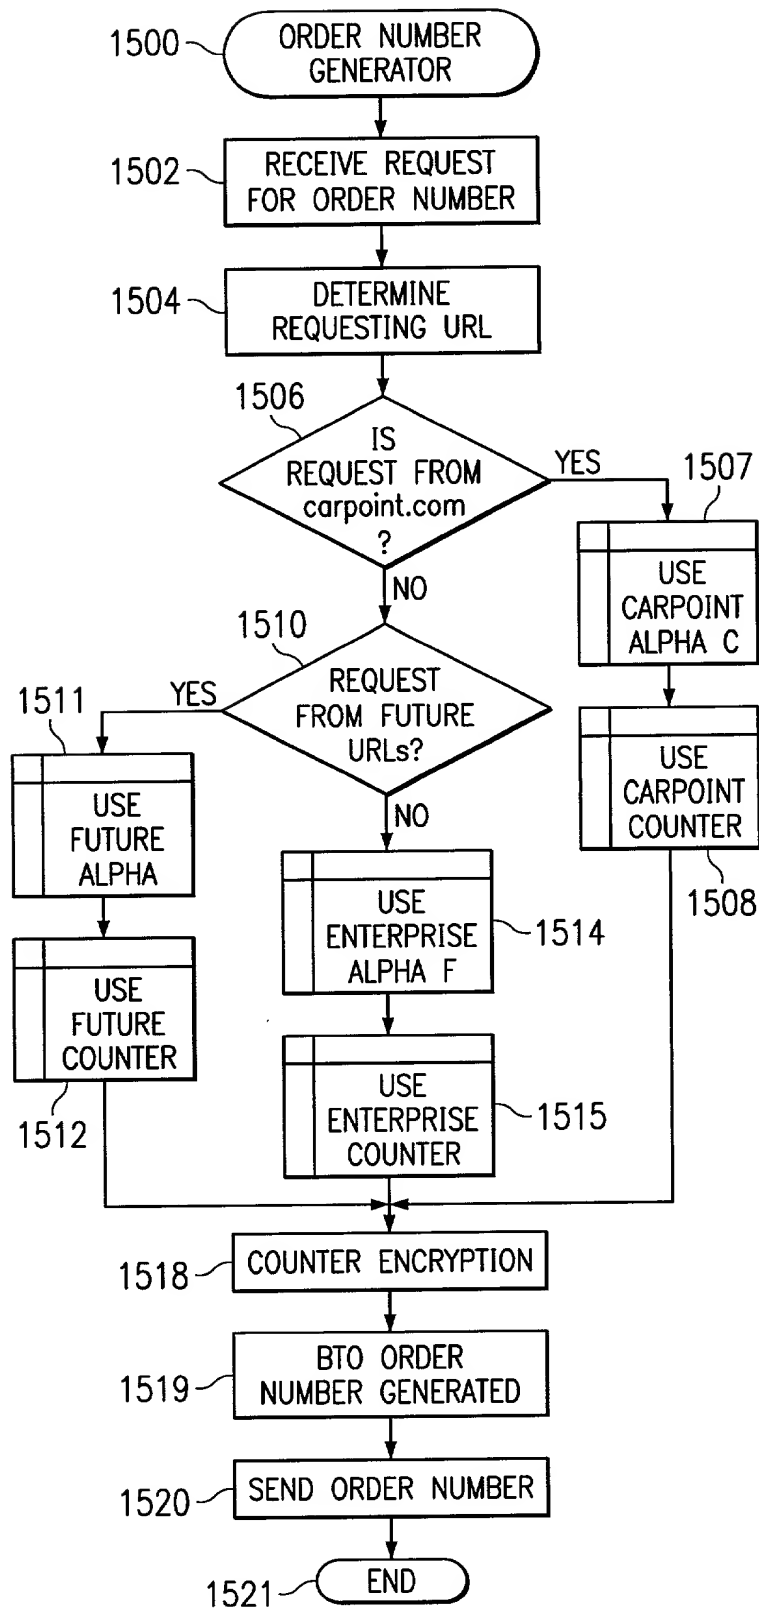 1500
ORDER NUMBER
GENERATOR
1502
RECEIVE REQUEST
FOR ORDER NUMBER
1504
DETERMINE
REQUESTING URL
1506
IS
REQUEST FROM
carpoint.com
?
YES
NO
1507
USE
CARPOINT
ALPHA C
1510
REQUEST
FROM FUTURE
URLs?
YES
NO
1511
USE
FUTURE
ALPHA
USE
CARPOINT
COUNTER
1508
USE
ENTERPRISE
ALPHA F
1514
USE
FUTURE
COUNTER
1512
USE
ENTERPRISE
COUNTER
1515
1518
COUNTER ENCRYPTION
1519
BTO ORDER
NUMBER GENERATED
1520
SEND ORDER NUMBER
1521
END